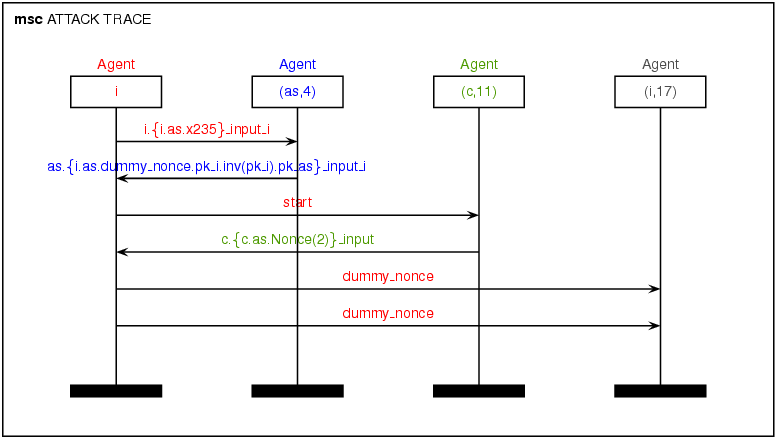 msc ATTACK TRACE
Agent Agent Agent Agent
i (as,4) (c,11) (i,17)
i.{i.as.x235}_input_i
as.{i.as.dummy_nonce.pk_i.inv(pk_i).pk_as}_input_i
start
c.{c.as.Nonce(2)}_input
dummy_nonce
dummy_nonce